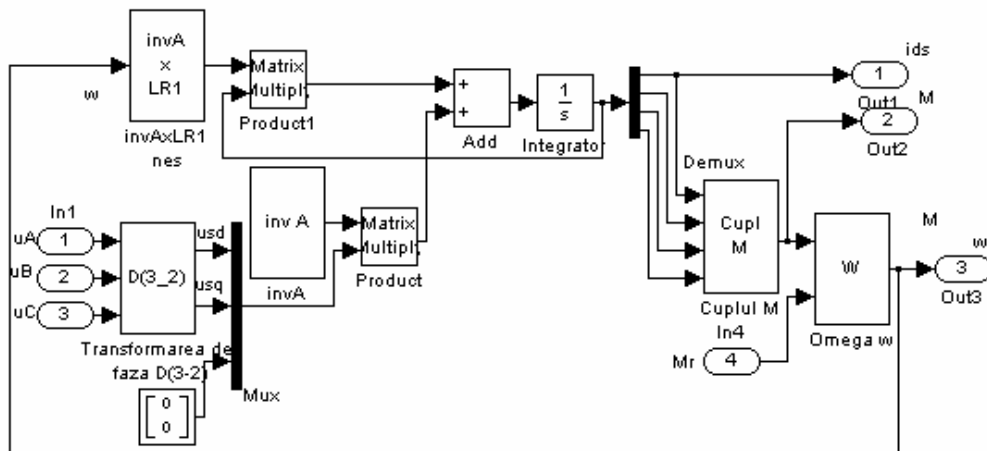 invA
x
LR1
w
invAxLR1
nes
Matrix
Multiply
Product1
+
+
Add
1
s
Integrator
Demux
ids
1
Out1
M
2
Out2
In1
uA
1
uB
2
uC
3
D(3_2)
Transformarea de
faza D(3-2)
usd
usq
0
0
Mux
inv A
invA
Matrix
Multiply
Product
Cupl
M
Cuplul M
In4
Mr
4
W
Omega w
M
w
3
Out3